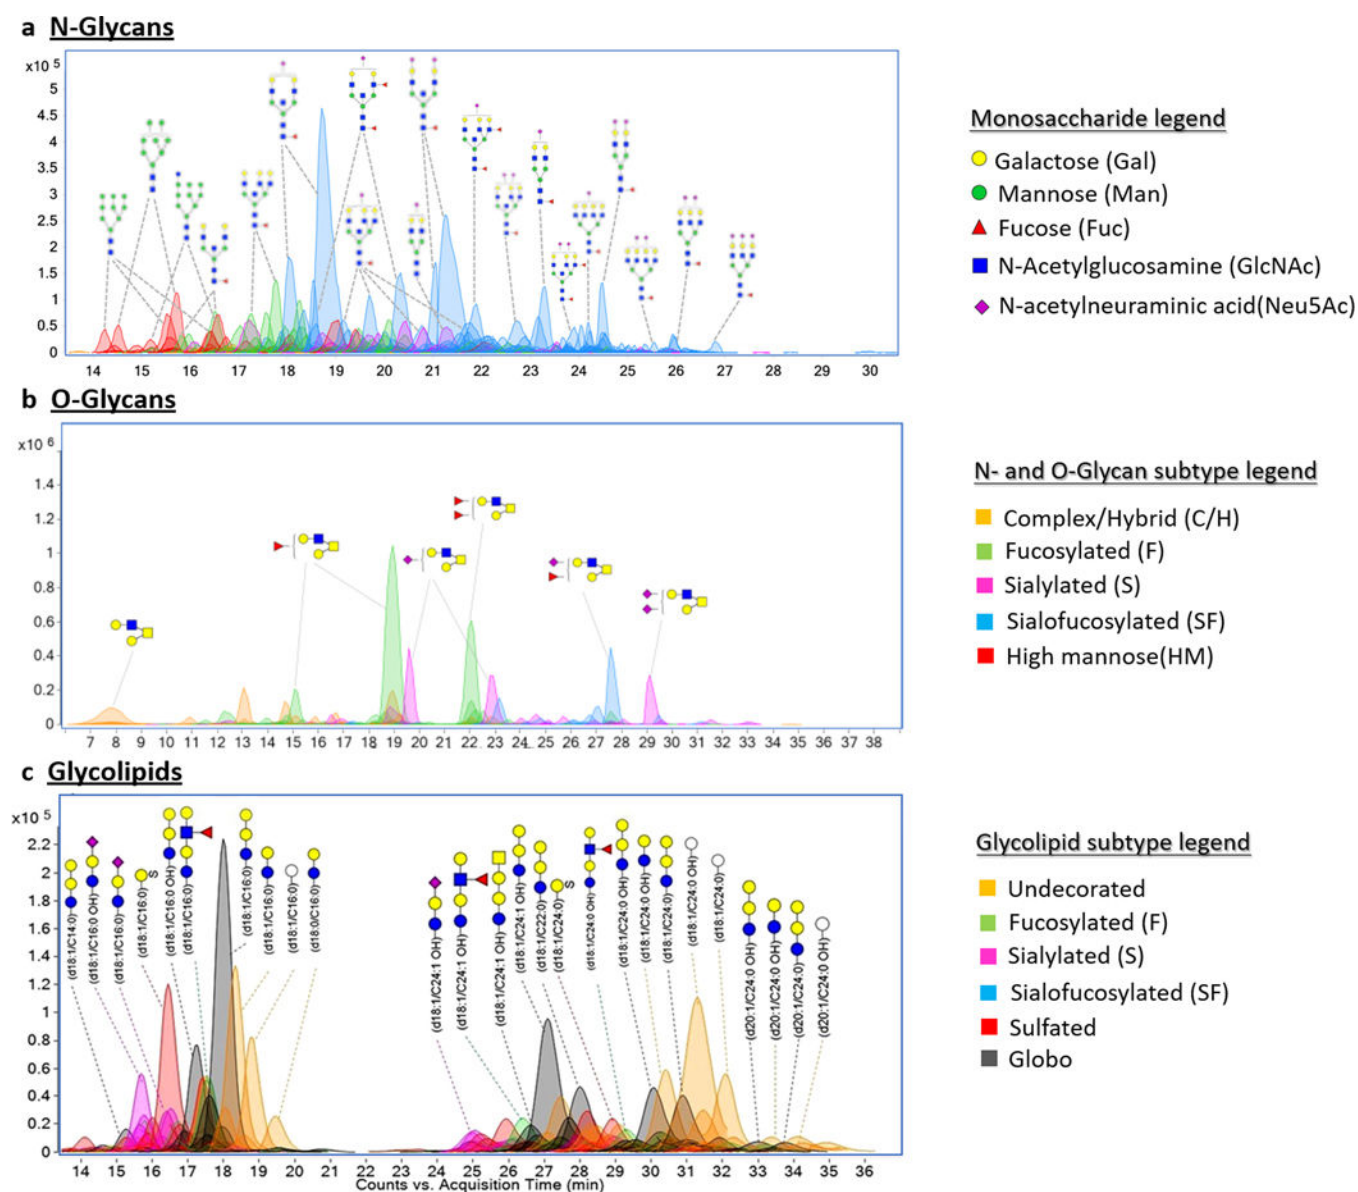 a N-Glycans
x10 5
5
4.5
4
3.5
3
2.5
2
1.5
1
0.5
0
14 15 16 17 18 19 20 21 22 23 24 25 26 27 28 29 30
Monosaccharide legend
Galactose (Gal)
Mannose (Man)
Fucose (Fuc)
N-Acetylglucosamine (GlcNAc)
N-acetylneuraminic acid(Neu5Ac)
b O-Glycans
x10 6
1.4
1.2
1
0.8
0.6
0.4
0.2
0
7 8 9 10 11 12 13 14 15 16 17 18 19 20 21 22 23 24 25 26 27 28 29 30 31 32 33 34 35 36 37 38
N- and O-Glycan subtype legend
Complex/Hybrid (C/H)
Fucosylated (F)
Sialylated (S)
Sialofucosylated (SF)
High mannose(HM)
c Glycolipids
x10 5
2.2
2
1.8
1.6
1.4
1.2
1
0.8
0.6
0.4
0.2
0
(d18:1/C14:0)
(d18:1/C16:0 OH)
(d18:1/C16:0)
S
(d18:1/C16:0)
(d18:1/C16:0 OH)
(d18:1/C16:0)
(d18:1/C16:0)
(d18:1/C16:0)
(d18:1/C16:0)
(d18:0/C16:0)
(d18:1/C24:1 OH)
(d18:1/C24:1 OH)
(d18:1/C24:1 OH)
(d18:1/C24:1 OH)
(d18:1/C22:0)
S
(d18:1/C24:0)
(d18:1/C24:0 OH)
(d18:1/C24:0 OH)
(d18:1/C24:0 OH)
(d18:1/C24:0)
(d18:1/C24:0 OH)
(d18:1/C24:0)
(d20:1/C24:0 OH)
(d20:1/C24:0 OH)
(d20:1/C24:0)
(d20:1/C24:0 OH)
14 15 16 17 18 19 20 21 22 23 24 25 26 27 28 29 30 31 32 33 34 35 36
Counts vs. Acquisition Time (min)
Glycolipid subtype legend
Undecorated
Fucosylated (F)
Sialylated (S)
Sialofucosylated (SF)
Sulfated
Globo